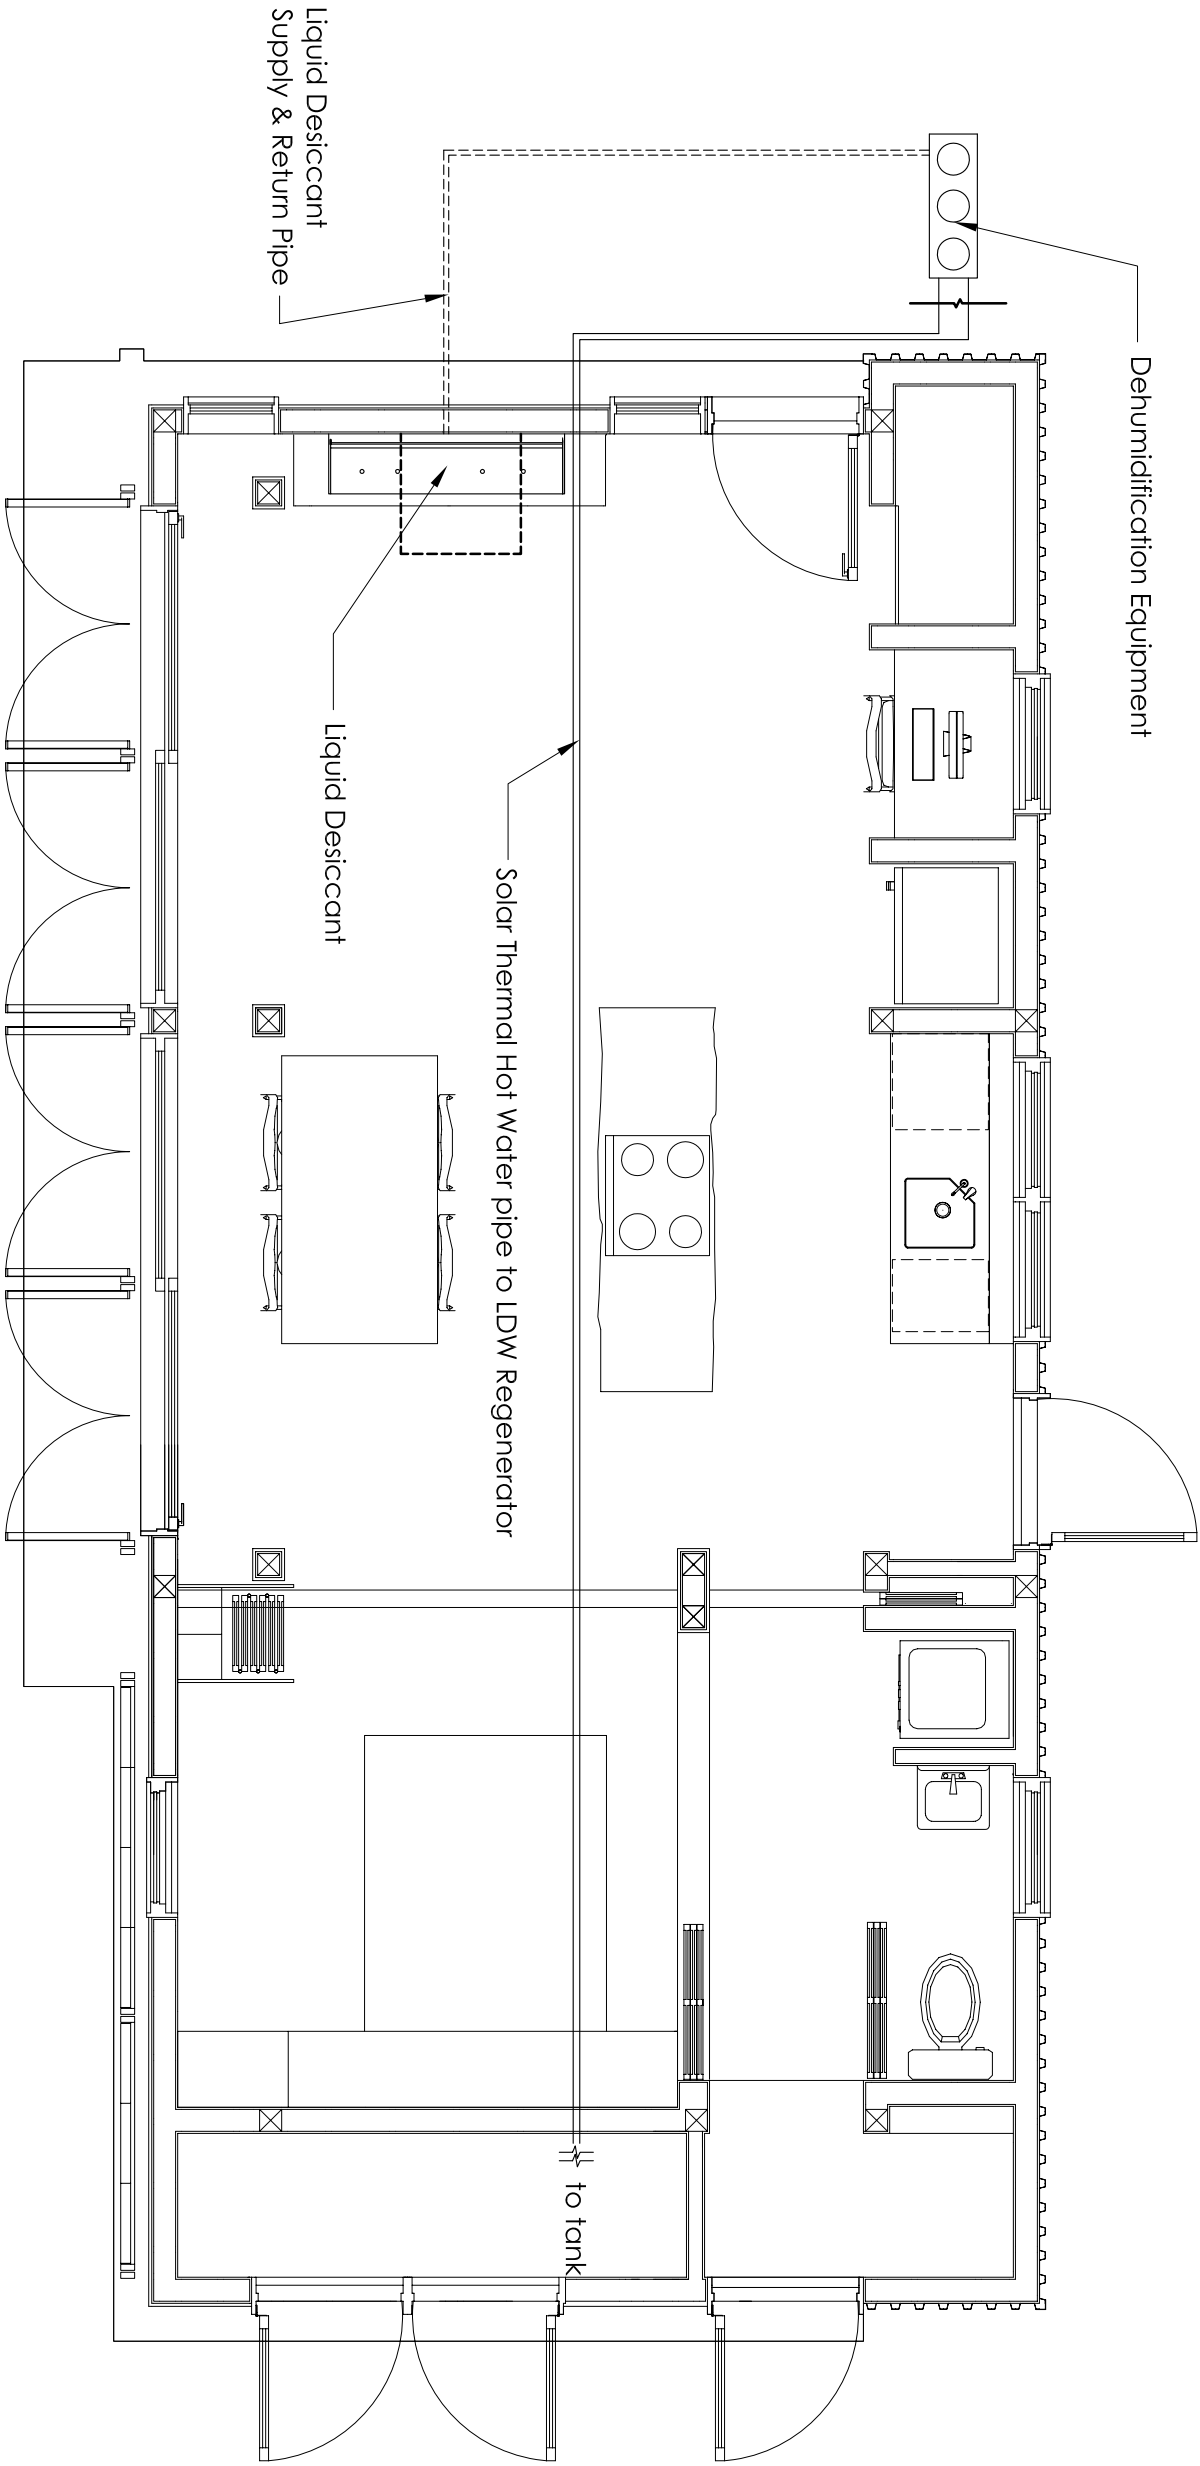 Dehumidification Equipment
Liquid Desiccant
Supply & Return Pipe
Solar Thermal Hot Water pipe to LDW Regenerator
to tank
Liquid Desiccant